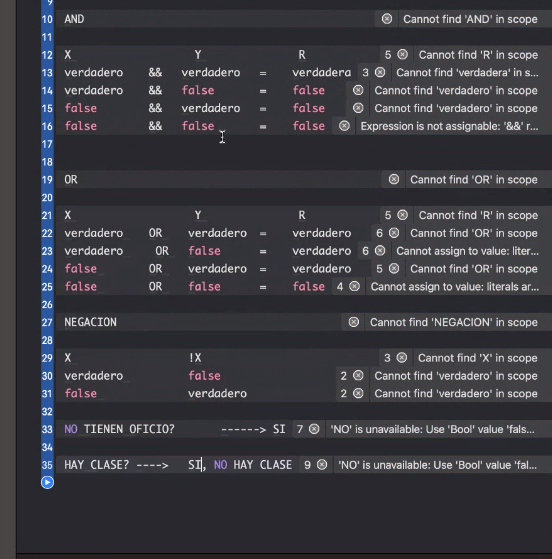 9
10 AND Cannot find 'AND' in scope
11
12 X Y R 5 Cannot find 'R' in scope
13 verdadero && verdadero = verdadera 3 Cannot find 'verdadera' in s...
14 verdadero && false = false Cannot find 'verdadero' in scope
15 false && verdadero = false Cannot find 'verdadero' in scope
16 false && false = false Expression is not assignable: '&&' r...
17
18
19 OR Cannot find 'OR' in scope
20
21 X Y R 5 Cannot find 'R' in scope
22 verdadero OR verdadero = verdadero 6 Cannot find 'OR' in scope
23 verdadero OR false = verdadero 6 Cannot assign to value: liter...
24 false OR verdadero = verdadero 5 Cannot find 'OR' in scope
25 false OR false = false 4 Cannot assign to value: literals ar...
26
27 NEGACION Cannot find 'NEGACION' in scope
28
29 X !X 3 Cannot find 'X' in scope
30 verdadero false 2 Cannot find 'verdadero' in scope
31 false verdadero 2 Cannot find 'verdadero' in scope
32
33 NO TIENEN OFICIO? ------> SI 7 'NO' is unavailable: Use 'Bool' value 'fals...
34
35 HAY CLASE? ----> SI, NO HAY CLASE 9 'NO' is unavailable: Use 'Bool' value 'fal...